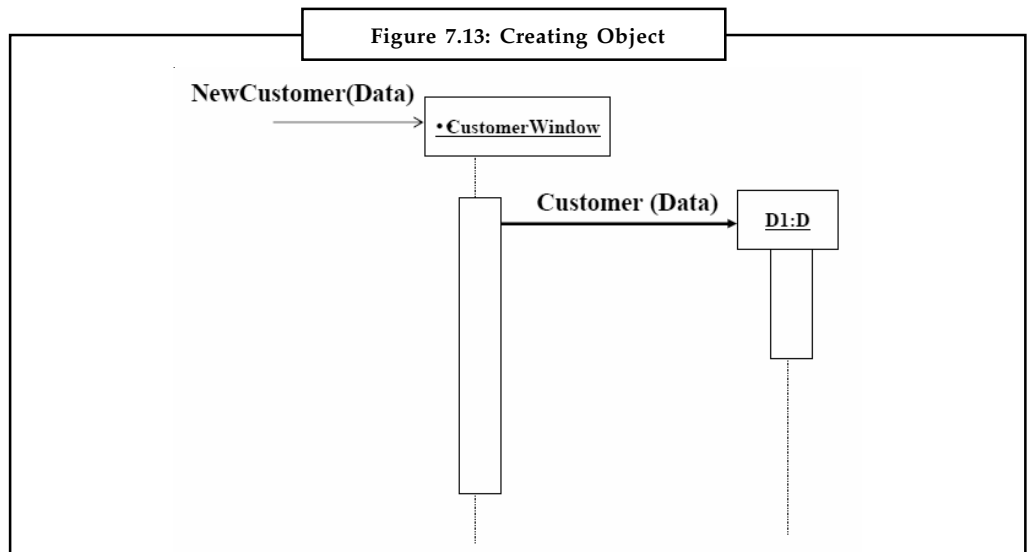 Figure 7.13: Creating Object
NewCustomer(Data)
:CustomerWindow
Customer (Data)
D1:D